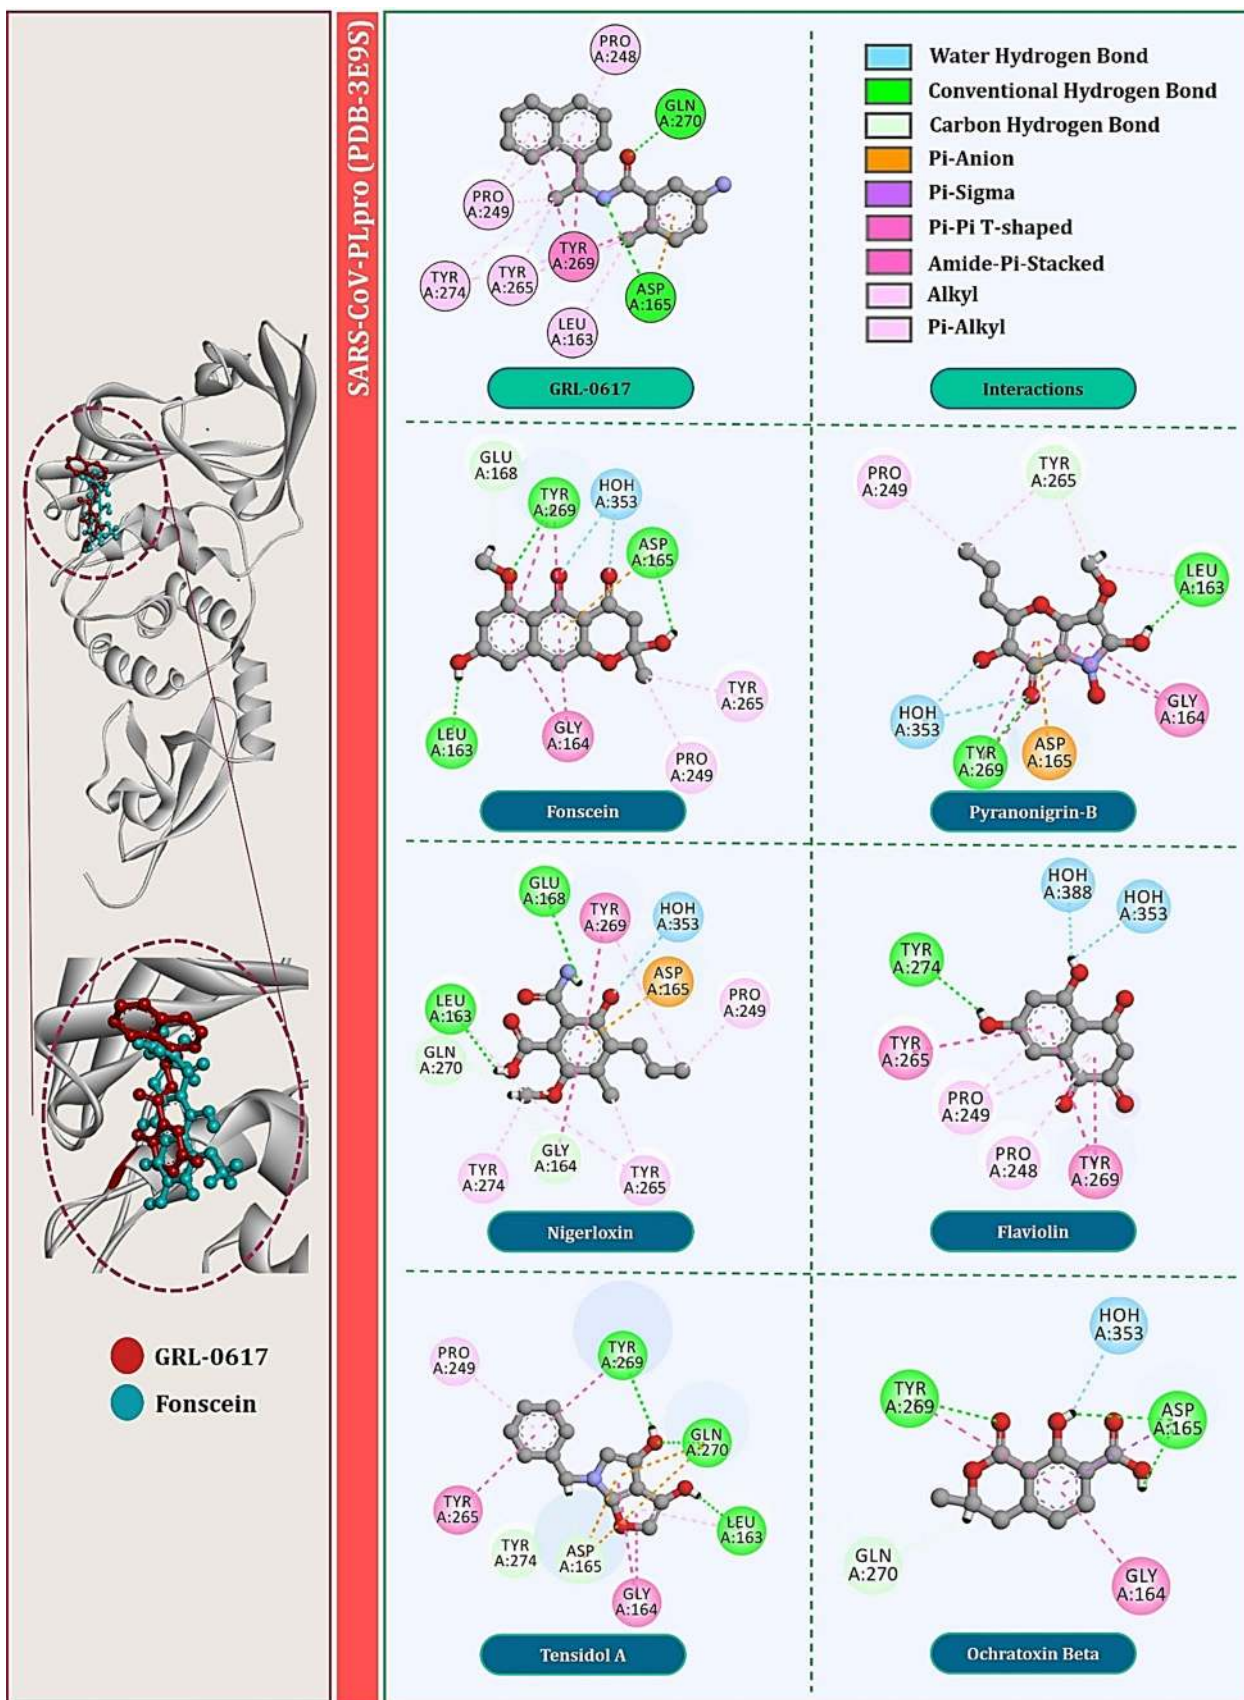 SARS-CoV-PLpro (PDB-3E9S)
GRL-0617
Fonscein
PRO
A:248
GLN
A:270
PRO
A:249
TYR
A:269
TYR
A:274
TYR
A:265
ASP
A:165
LEU
A:163
GRL-0617
Water Hydrogen Bond
Conventional Hydrogen Bond
Carbon Hydrogen Bond
Pi-Anion
Pi-Sigma
Pi-Pi T-shaped
Amide-Pi-Stacked
Alkyl
Pi-Alkyl
Interactions
GLU
A:168
TYR
A:269
HOH
A:353
ASP
A:165
TYR
A:265
LEU
A:163
GLY
A:164
PRO
A:249
Fonscein
PRO
A:249
TYR
A:265
LEU
A:163
HOH
A:353
GLY
A:164
TYR
A:269
ASP
A:165
Pyranonigrin-B
GLU
A:168
TYR
A:269
HOH
A:353
ASP
A:165
LEU
A:163
PRO
A:249
GLN
A:270
GLY
A:164
TYR
A:274
TYR
A:265
Nigerloxin
HOH
A:388
HOH
A:353
TYR
A:274
TYR
A:265
PRO
A:249
PRO
A:248
TYR
A:269
Flaviolin
PRO
A:249
TYR
A:269
GLN
A:270
TYR
A:265
LEU
A:163
TYR
A:274
ASP
A:165
GLY
A:164
Tensidol A
HOH
A:353
TYR
A:269
ASP
A:165
GLN
A:270
GLY
A:164
Ochratoxin Beta